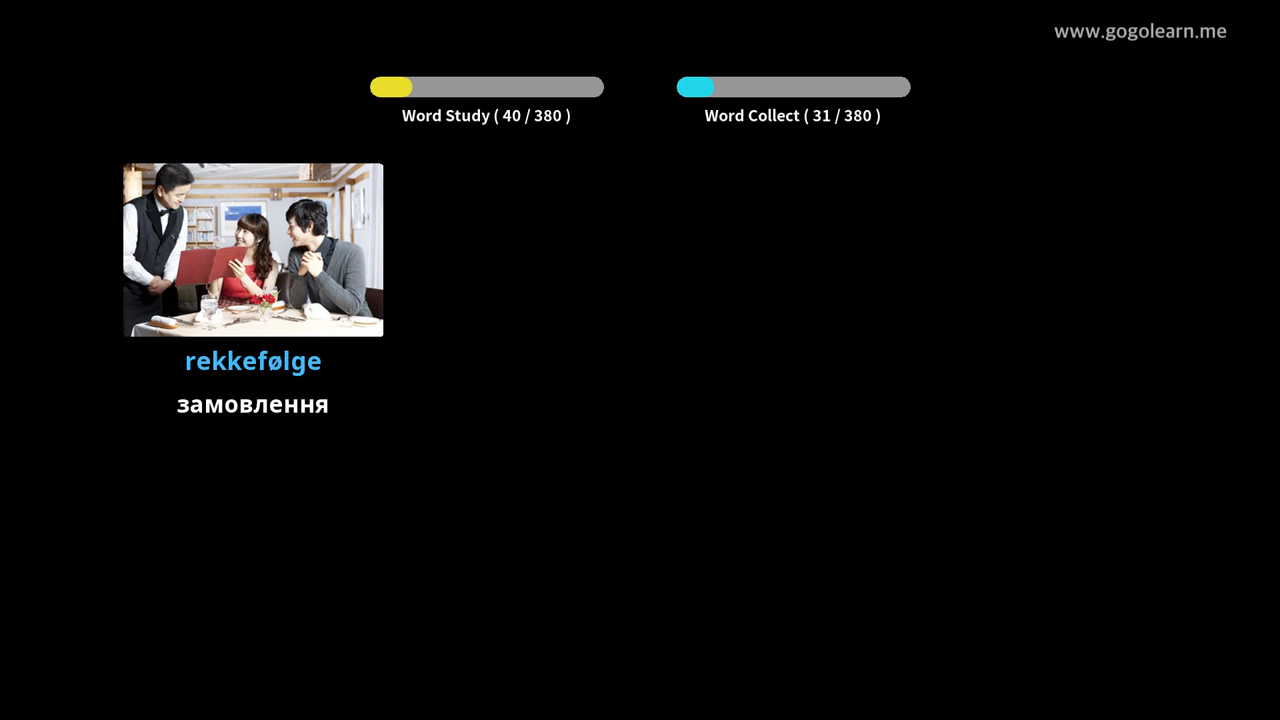 www.gogolearn.me
Word Study ( 40 / 380 )
Word Collect ( 31 / 380 )
rekkefølge
замовлення